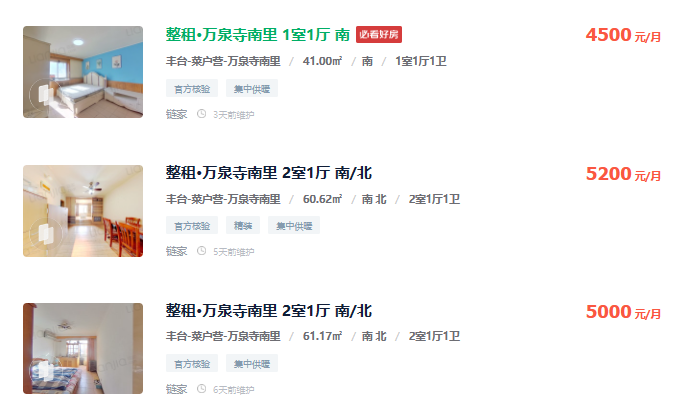 整租·万泉寺南里 1室1厅 南 必看好房
4500 元/月
丰台-菜户营-万泉寺南里 / 41.00㎡ / 南 / 1室1厅1卫
官方核验 集中供暖
链家 3天前维护
整租·万泉寺南里 2室1厅 南/北
5200 元/月
丰台-菜户营-万泉寺南里 / 60.62㎡ / 南 北 / 2室1厅1卫
官方核验 精装 集中供暖
链家 5天前维护
整租·万泉寺南里 2室1厅 南/北
5000 元/月
丰台-菜户营-万泉寺南里 / 61.17㎡ / 南 北 / 2室1厅1卫
官方核验 集中供暖
链家 6天前维护